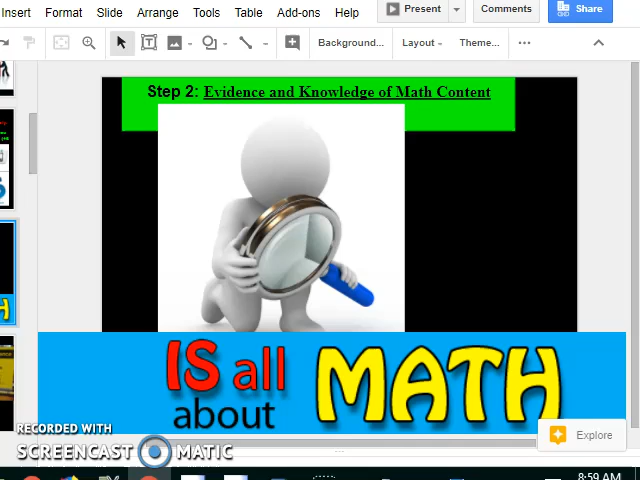 Insert Format Slide Arrange Tools Table Add-ons Help Present Comments Share
Background... Layout Theme...
Step 2: Evidence and Knowledge of Math Content
IS all
about
MATH
Explore
RECORDED WITH
SCREENCAST MATIC
8:59 AM